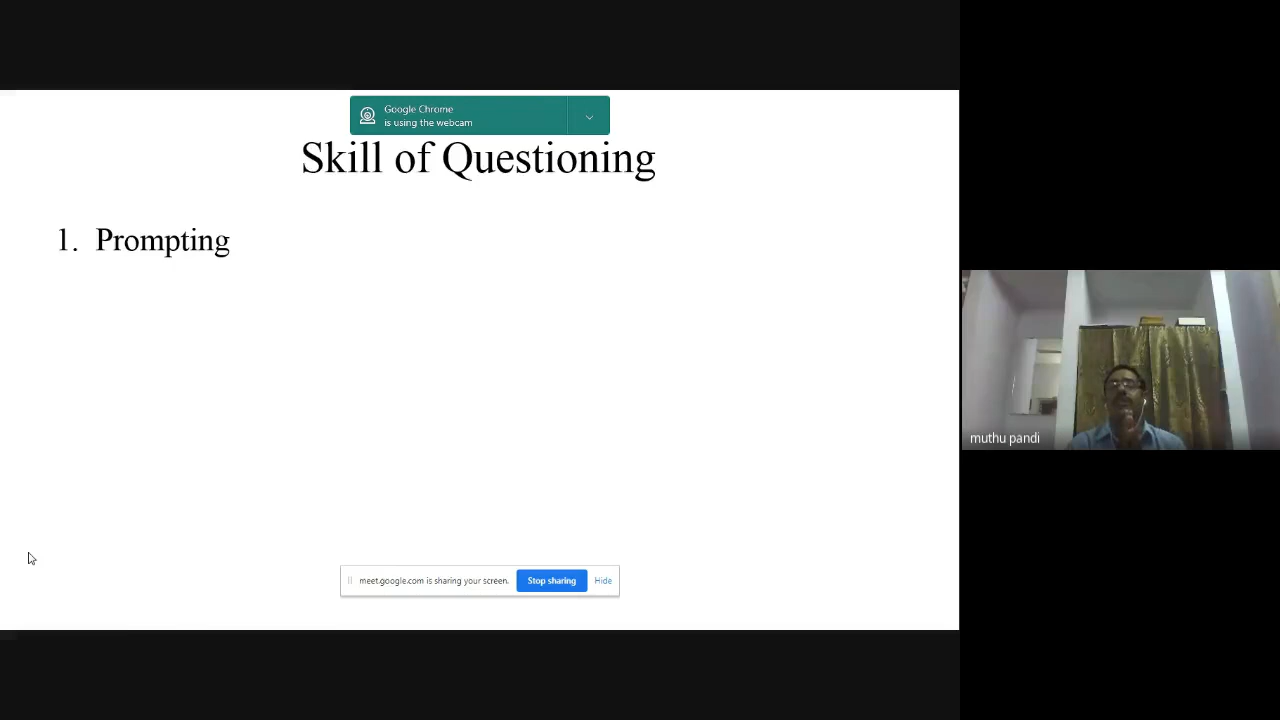 Google Chrome
is using the webcam
Skill of Questioning
1. Prompting
muthu pandi
meet.google.com is sharing your screen.
Stop sharing
Hide